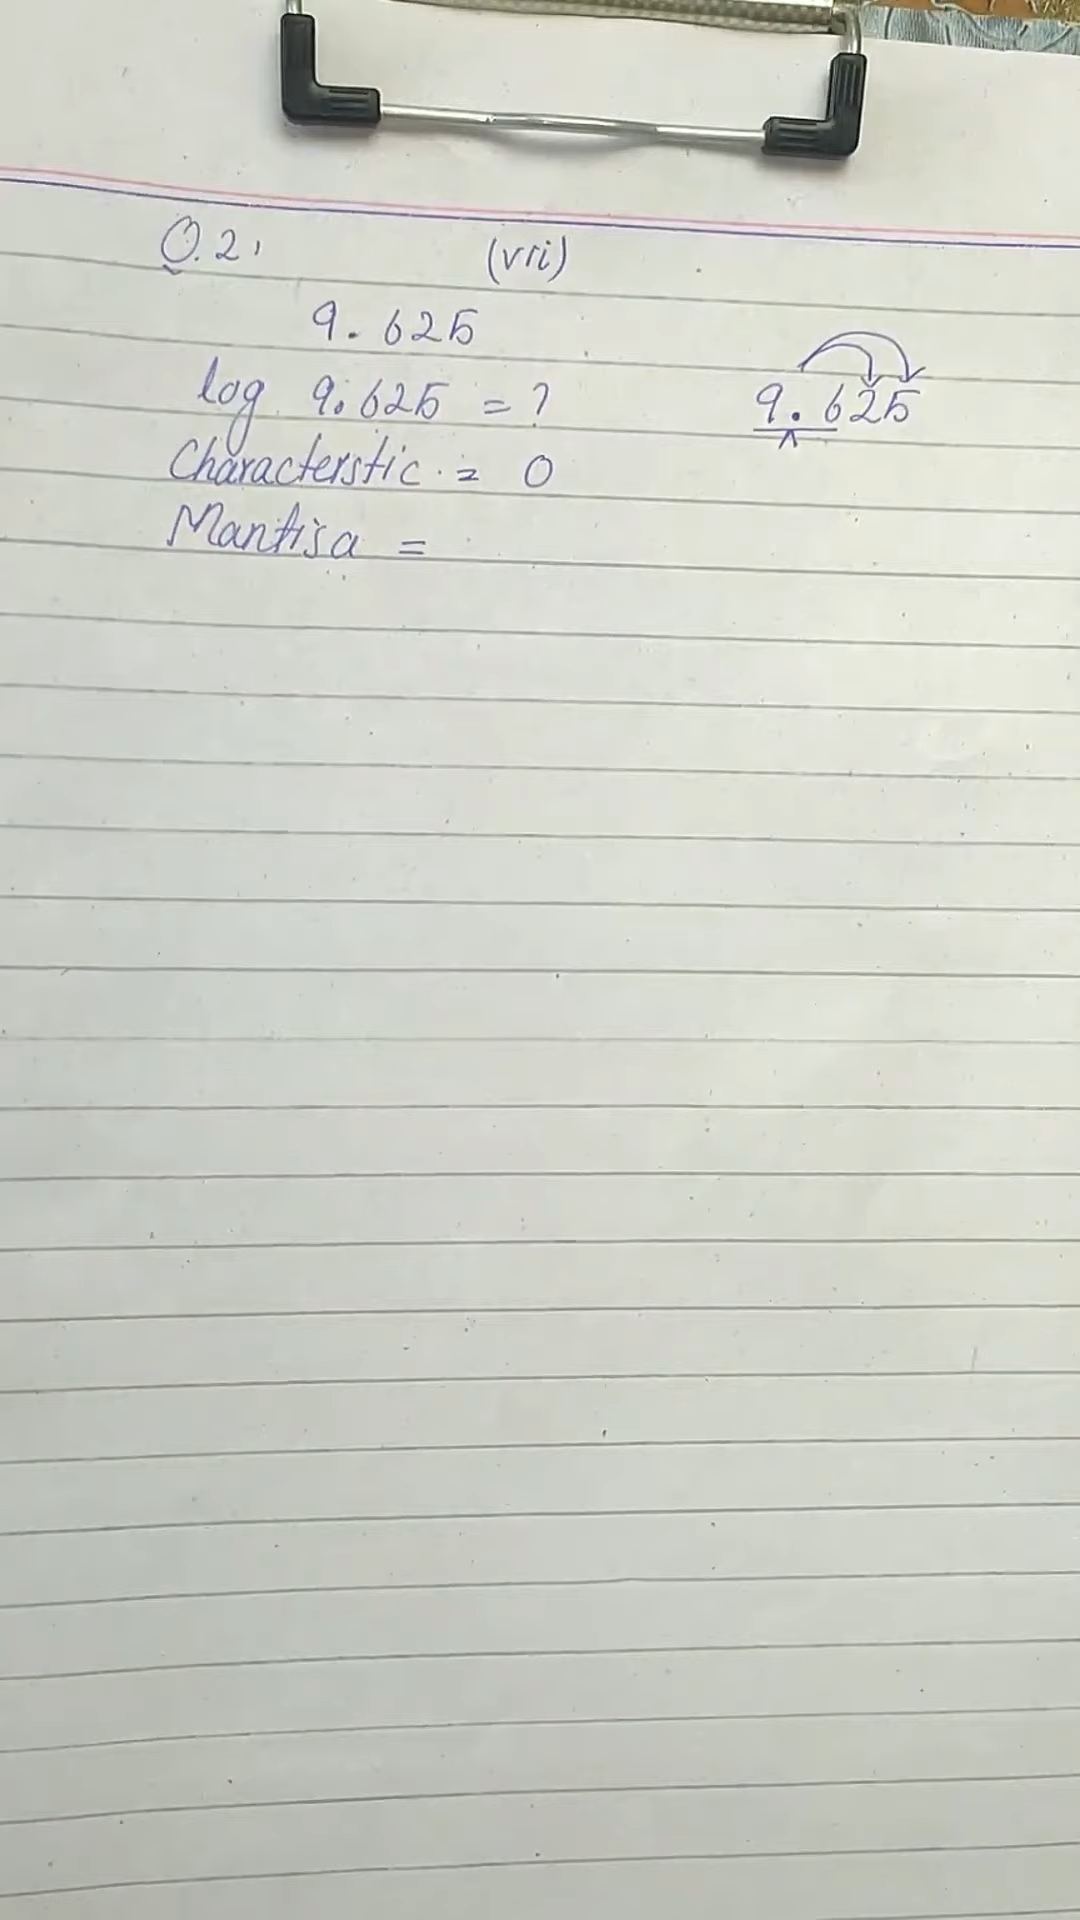 Q.2, (vii)
9.625
log 9.625 = ?
9.625
Characterstic = 0
Mantisa =